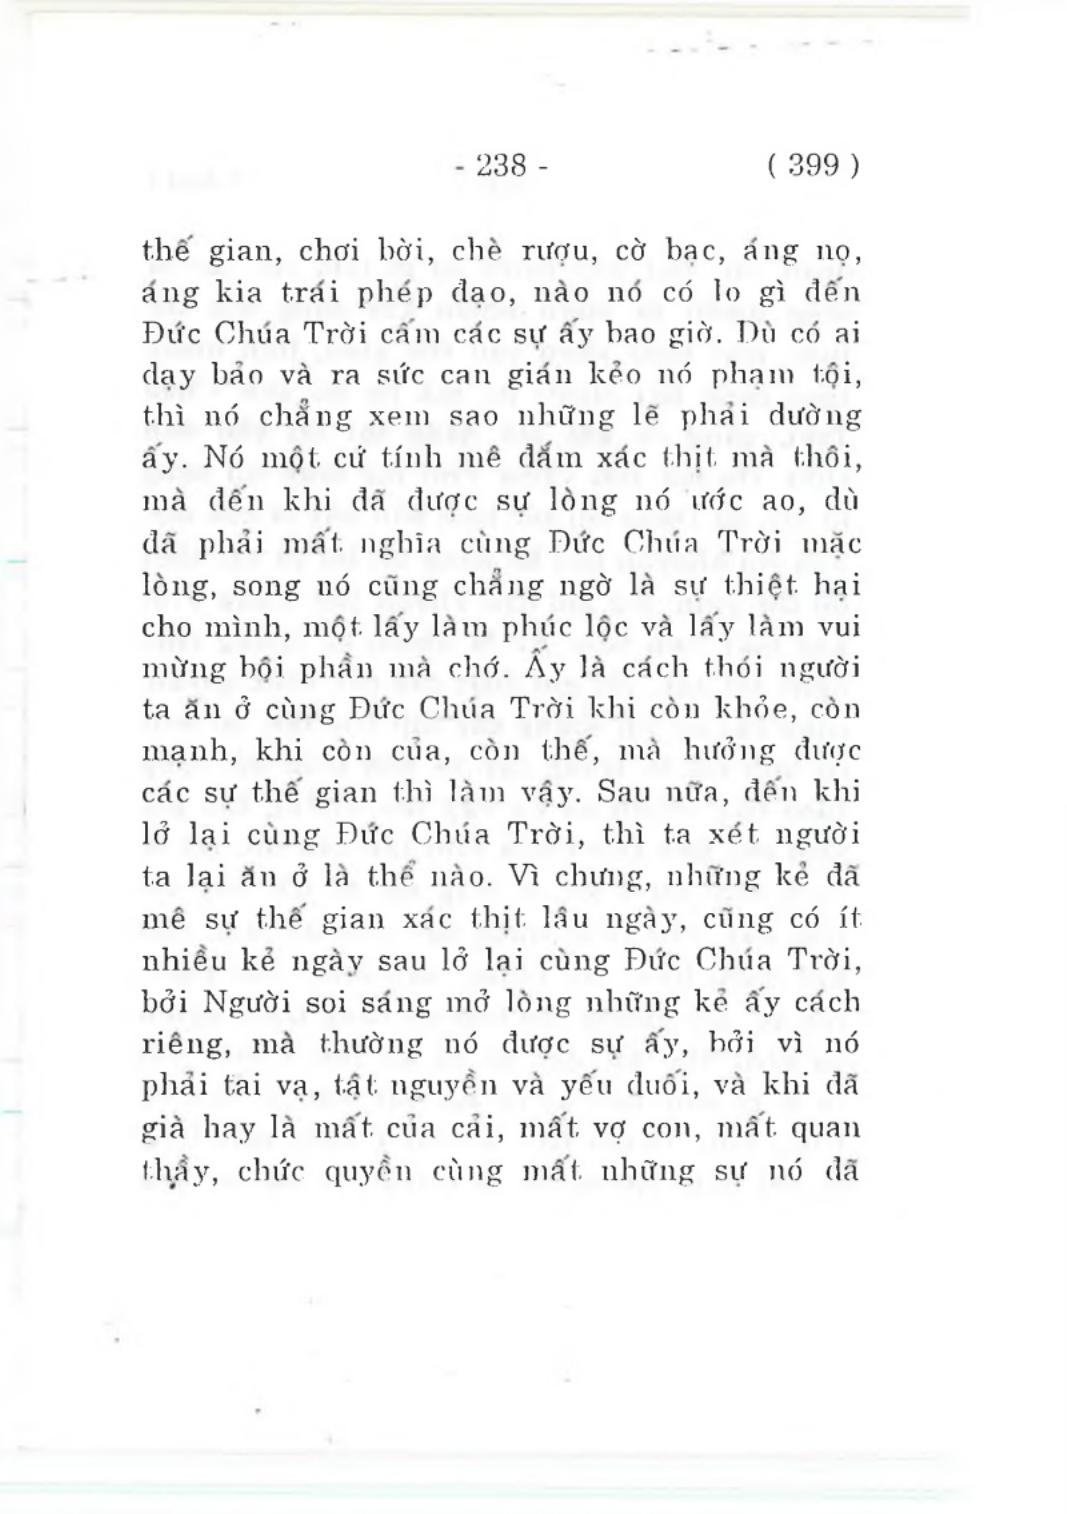 - 238 - ( 399 )
thế gian, chơi bời, chè rượu, cờ bạc, áng nọ,
áng kia trái phép đạo, nào nó có lo gì đến
Đức Chúa Trời cấm các sự ấy bao giờ. Dù có ai
dạy bảo và ra sức can gián kẻo nó phạm tội,
thì nó chẳng xem sao những lẽ phải dường
ấy. Nó một cứ tính mê đắm xác thịt mà thôi,
mà đến khi đã được sự lòng nó ước ao, dù
đã phải mất nghĩa cùng Đức Chúa Trời mặc
lòng, song nó cũng chẳng ngờ là sự thiệt hại
cho mình, một lấy làm phúc lộc và lấy làm vui
mừng bội phần mà chớ. Ấy là cách thói người
ta ăn ở cùng Đức Chúa Trời khi còn khỏe, còn
mạnh, khi còn của, còn thế, mà hưởng được
các sự thế gian thì làm vậy. Sau nữa, đến khi
lở lại cùng Đức Chúa Trời, thì ta xét người
ta lại ăn ở là thể nào. Vì chưng, những kẻ đã
mê sự thế gian xác thịt lâu ngày, cũng có ít
nhiều kẻ ngày sau lở lại cùng Đức Chúa Trời,
bởi Người soi sáng mở lòng những kẻ ấy cách
riêng, mà thường nó được sự ấy, bởi vì nó
phải tai vạ, tật nguyền và yếu đuối, và khi đã
già hay là mất của cải, mất vợ con, mất quan
thầy, chức quyền cùng mất những sự nó đã